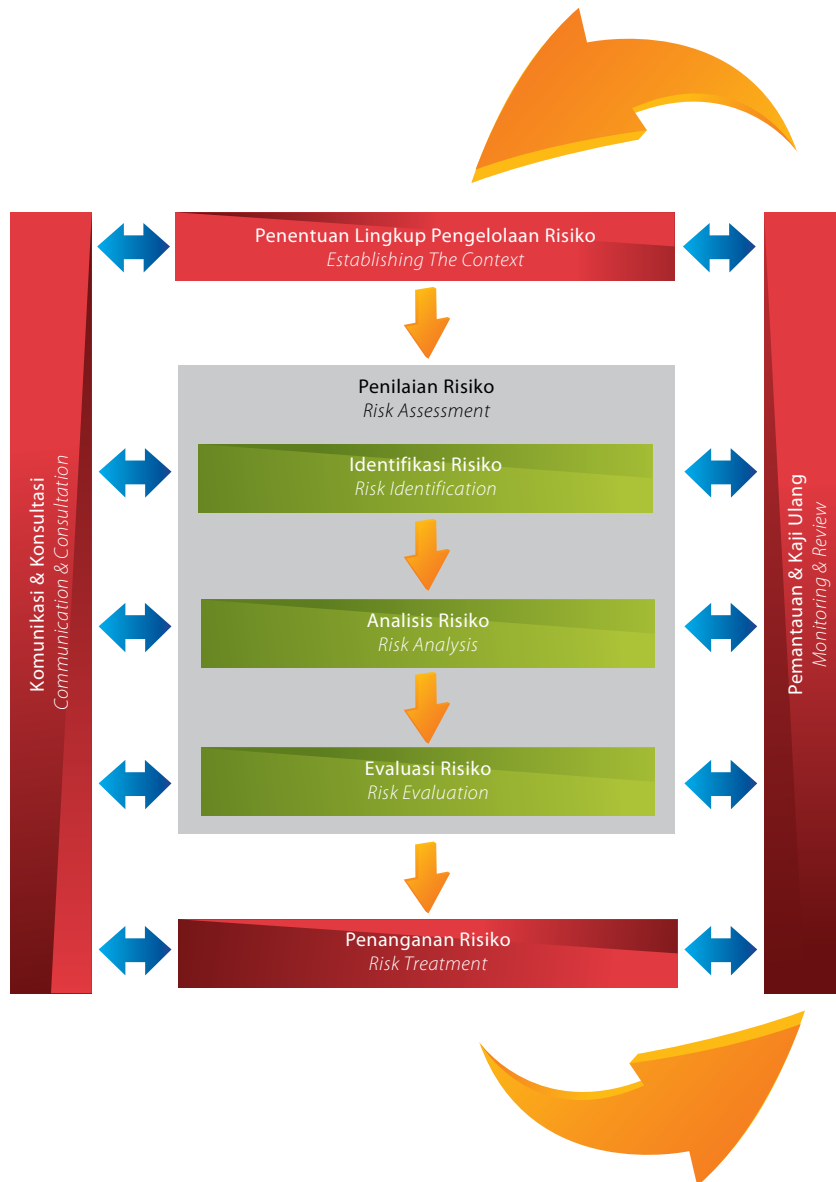 Penentuan Lingkup Pengelolaan Risiko
Establishing The Context
Penilaian Risiko
Risk Assessment
Identifikasi Risiko
Risk Identification
Analisis Risiko
Risk Analysis
Evaluasi Risiko
Risk Evaluation
Penanganan Risiko
Risk Treatment
Komunikasi & Konsultasi
Communication & Consultation
Pemantauan & Kaji Ulang
Monitoring & Review